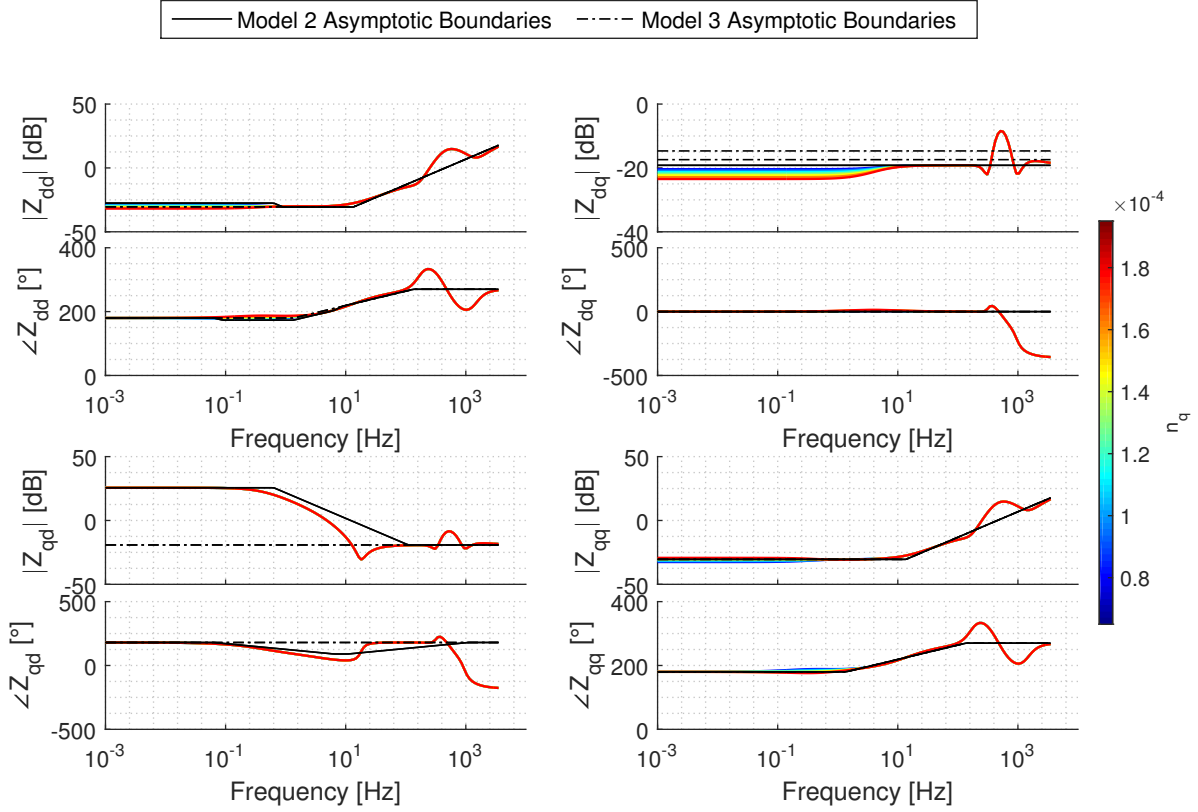 Model 2 Asymptotic Boundaries Model 3 Asymptotic Boundaries
50
0
-50
|Z_dd| [dB]
0
-20
-40
|Z_dq| [dB]
400
200
0
∠Z_dd [°]
10^-3 10^-1 10^1 10^3
Frequency [Hz]
500
0
-500
∠Z_dq [°]
10^-3 10^-1 10^1 10^3
Frequency [Hz]
50
0
-50
|Z_qd| [dB]
50
0
-50
|Z_qq| [dB]
500
0
-500
∠Z_qd [°]
10^-3 10^-1 10^1 10^3
Frequency [Hz]
400
200
0
∠Z_qq [°]
10^-3 10^-1 10^1 10^3
Frequency [Hz]
×10^-4
1.8
1.6
1.4
1.2
1
0.8
n_q